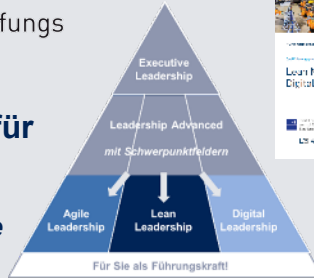 fungs
für
e
Executive
Leadership
Leadership Advanced
mit Schwerpunktfeldern
Agile
Leadership
Lean
Leadership
Digital
Leadership
Für Sie als Führungskraft!
Lean
Digital